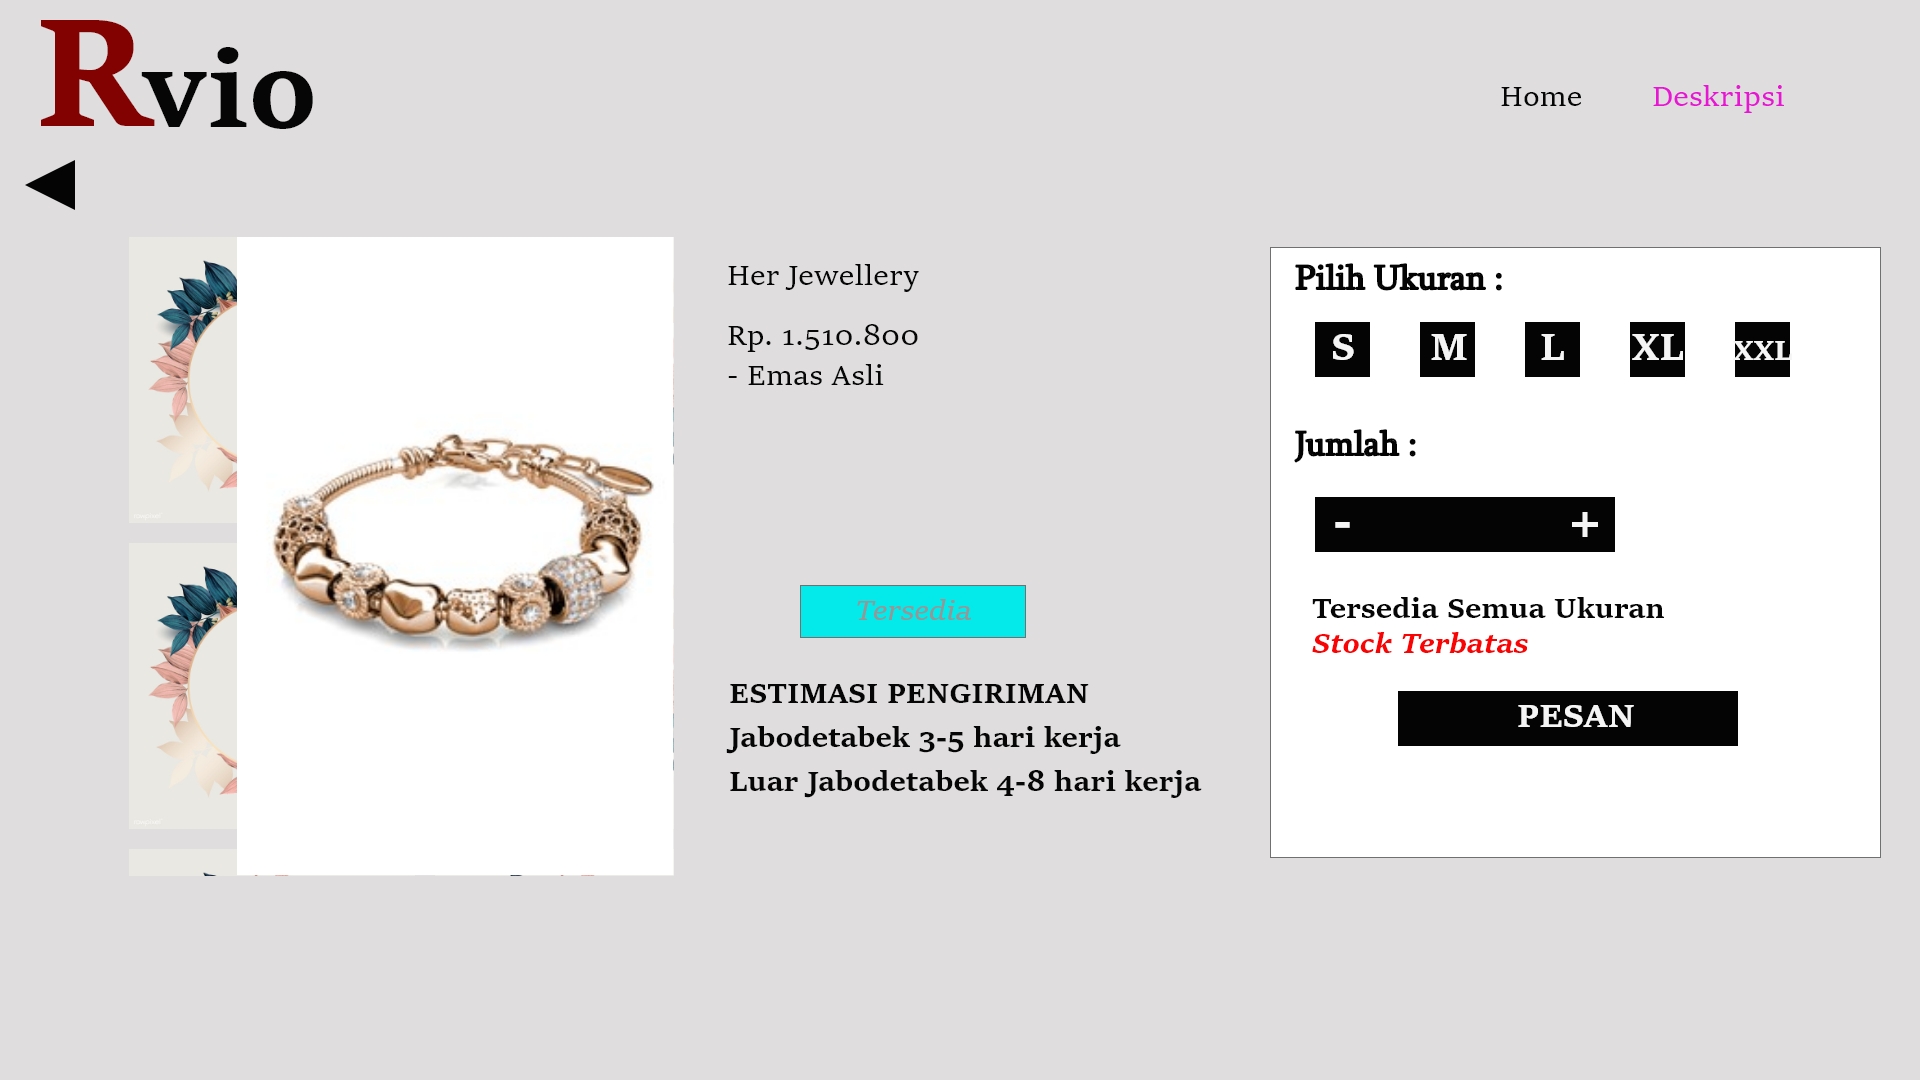 Rvio
Home
Deskripsi
Her Jewellery
Rp. 1.510.800
- Emas Asli
Tersedia
ESTIMASI PENGIRIMAN
Jabodetabek 3-5 hari kerja
Luar Jabodetabek 4-8 hari kerja
Pilih Ukuran :
S
M
L
XL
XXL
Jumlah :
- +
Tersedia Semua Ukuran
Stock Terbatas
PESAN